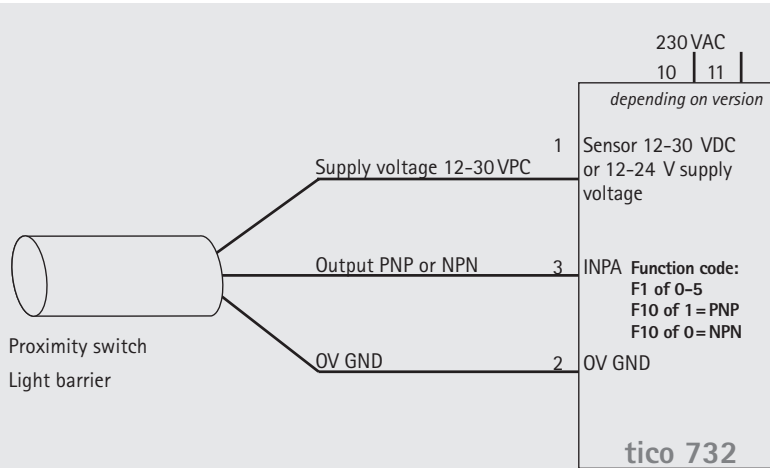 230 VAC
10 11
depending on version
1 Sensor 12-30 VDC
Supply voltage 12-30 VPC or 12-24 V supply
voltage
Output PNP or NPN 3 INPA Function code:
F1 of 0-5
F10 of 1=PNP
F10 of 0=NPN
Proximity switch
Light barrier
OV GND 2 OV GND
tico 732